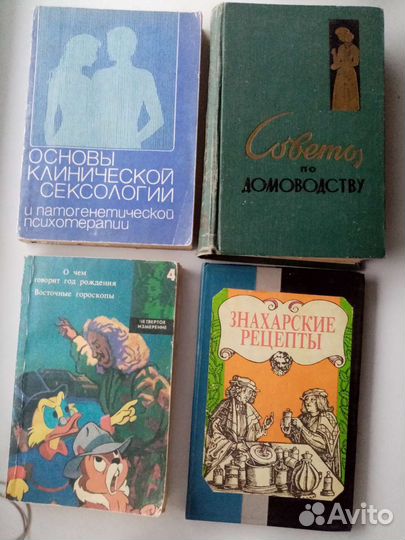 ОСНОВЫ
КЛИНИЧЕСКОЙ
СЕКСОЛОГИИ
и патогенетической
психотерапии
Советы
по
ДОМОВОДСТВУ
О чем
говорят год рождения
Восточные гороскопы
4
ЧЕТВЕРТОЕ
ИЗМЕРЕНИЕ
ЗНАХАРСКИЕ
РЕЦЕПТЫ
Avito